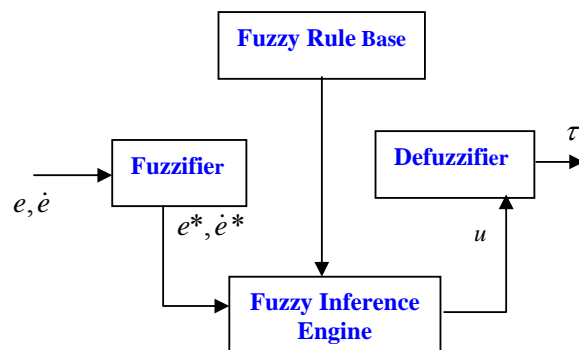 Fuzzy Rule Base
Fuzzifier
Defuzzifier
τ
e, ė
e*, ė*
u
Fuzzy Inference
Engine